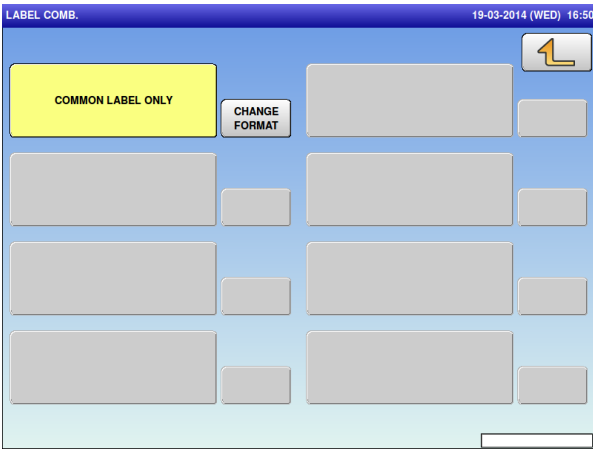 LABEL COMB. 19-03-2014 (WED) 16:50
COMMON LABEL ONLY
CHANGE
FORMAT